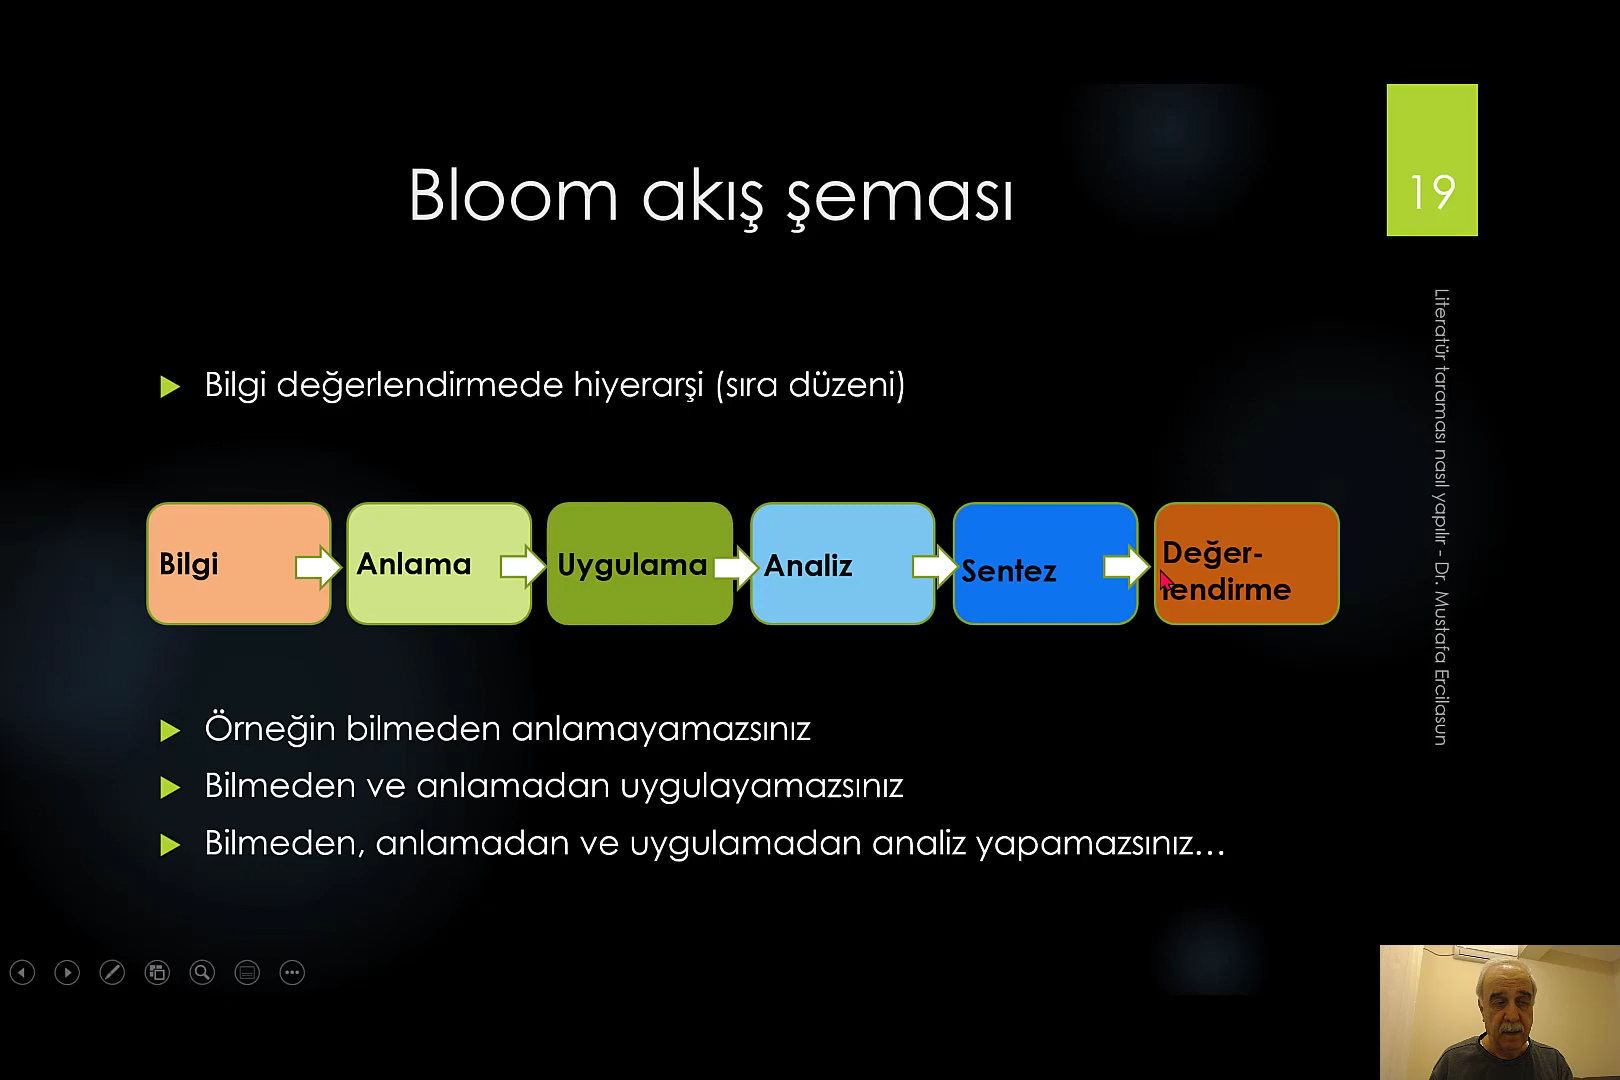 Bloom akış şeması
19
Bilgi değerlendirmede hiyerarşi (sıra düzeni)
Bilgi
Anlama
Uygulama
Analiz
Sentez
Değer-
lendirme
Örneğin bilmeden anlamayamazsınız
Bilmeden ve anlamadan uygulayamazsınız
Bilmeden, anlamadan ve uygulamadan analiz yapamazsınız...
Literatür taraması nasıl yapılır - Dr. Mustafa Ercilasun